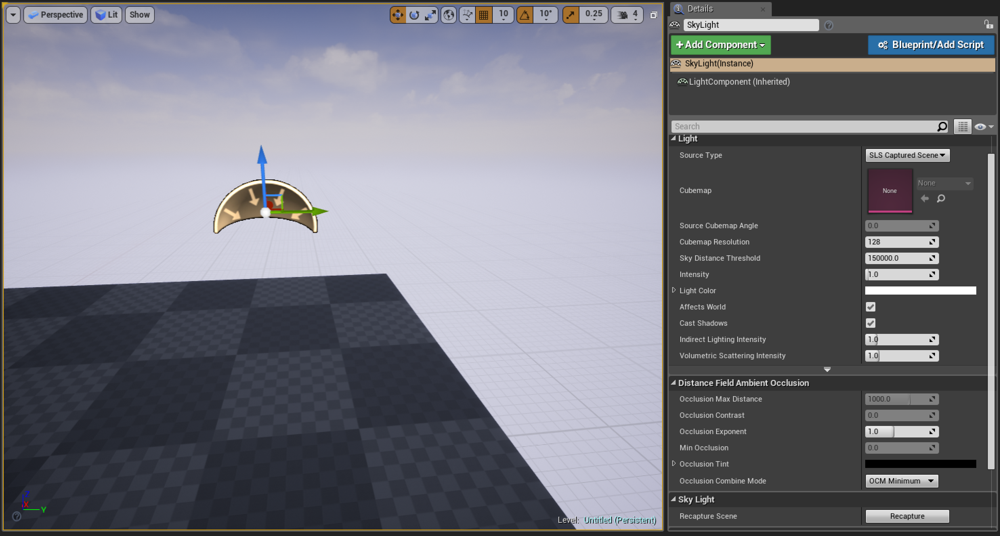 Perspective
Lit
Show
10
10°
0.25
4
Z
X
Y
Level: Untitled (Persistent)
Details
SkyLight
+ Add Component
Blueprint/Add Script
SkyLight(Instance)
LightComponent (Inherited)
Search
Light
Source Type SLS Captured Scene
Cubemap None None
Source Cubemap Angle 0.0
Cubemap Resolution 128
Sky Distance Threshold 150000.0
Intensity 1.0
Light Color
Affects World
Cast Shadows
Indirect Lighting Intensity 1.0
Volumetric Scattering Intensity 1.0
Distance Field Ambient Occlusion
Occlusion Max Distance 1000.0
Occlusion Contrast 0.0
Occlusion Exponent 1.0
Min Occlusion 0.0
Occlusion Tint
Occlusion Combine Mode OCM Minimum
Sky Light
Recapture Scene Recapture